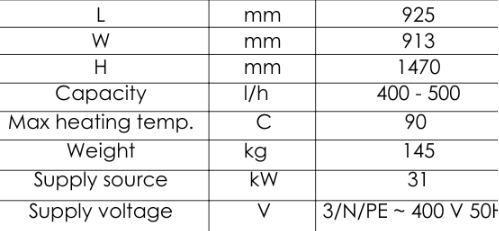 L mm 925
W mm 913
H mm 1470
Capacity l/h 400 - 500
Max heating temp. C 90
Weight kg 145
Supply source kW 31
Supply voltage V 3/N/PE ~ 400 V 50H